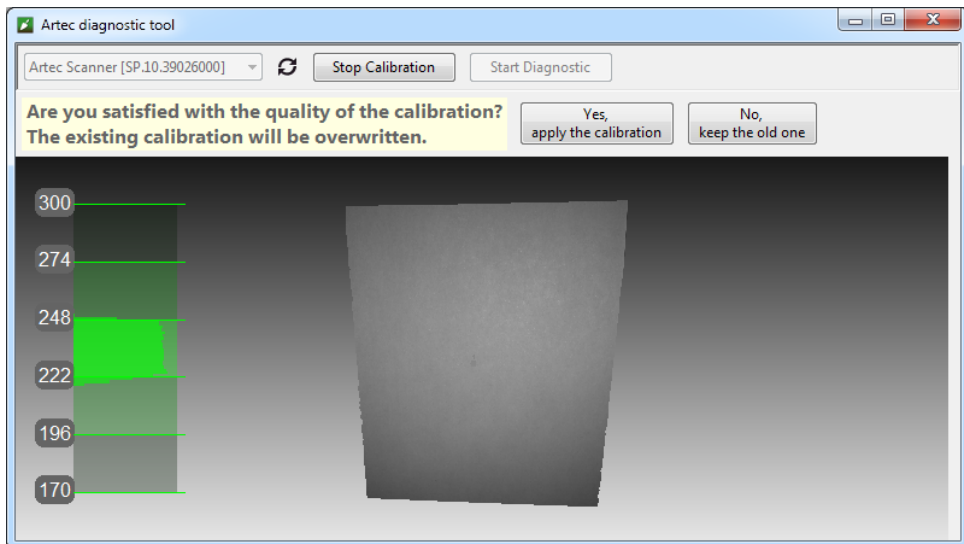 Artec diagnostic tool
Artec Scanner [SP.10.39026000]
Stop Calibration
Start Diagnostic
Are you satisfied with the quality of the calibration?
The existing calibration will be overwritten.
Yes,
apply the calibration
No,
keep the old one
300
274
248
222
196
170